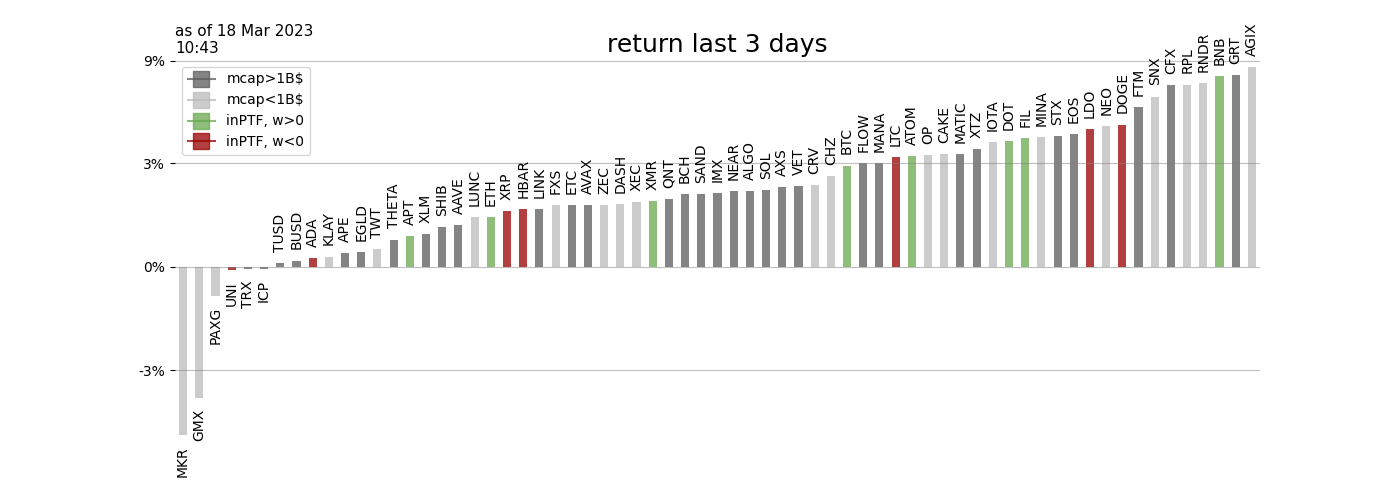 as of 18 Mar 2023
10:43
return last 3 days
9%
3%
0%
-3%
mcap>1B$
mcap<1B$
inPTF, w>0
inPTF, w<0
MKR
GMX
PAXG
UNI
TRX
ICP
TUSD
BUSD
ADA
KLAY
APE
EGLD
TWT
THETA
APT
XLM
SHIB
AAVE
LUNC
ETH
XRP
HBAR
LINK
FXS
ETC
AVAX
ZEC
DASH
XEC
XMR
QNT
BCH
SAND
IMX
NEAR
ALGO
SOL
AXS
VET
CRV
CHZ
BTC
FLOW
MANA
LTC
ATOM
OP
CAKE
MATIC
XTZ
IOTA
DOT
FIL
MINA
STX
EOS
LDO
NEO
DOGE
FTM
SNX
CFX
RPL
RNDR
BNB
GRT
AGIX